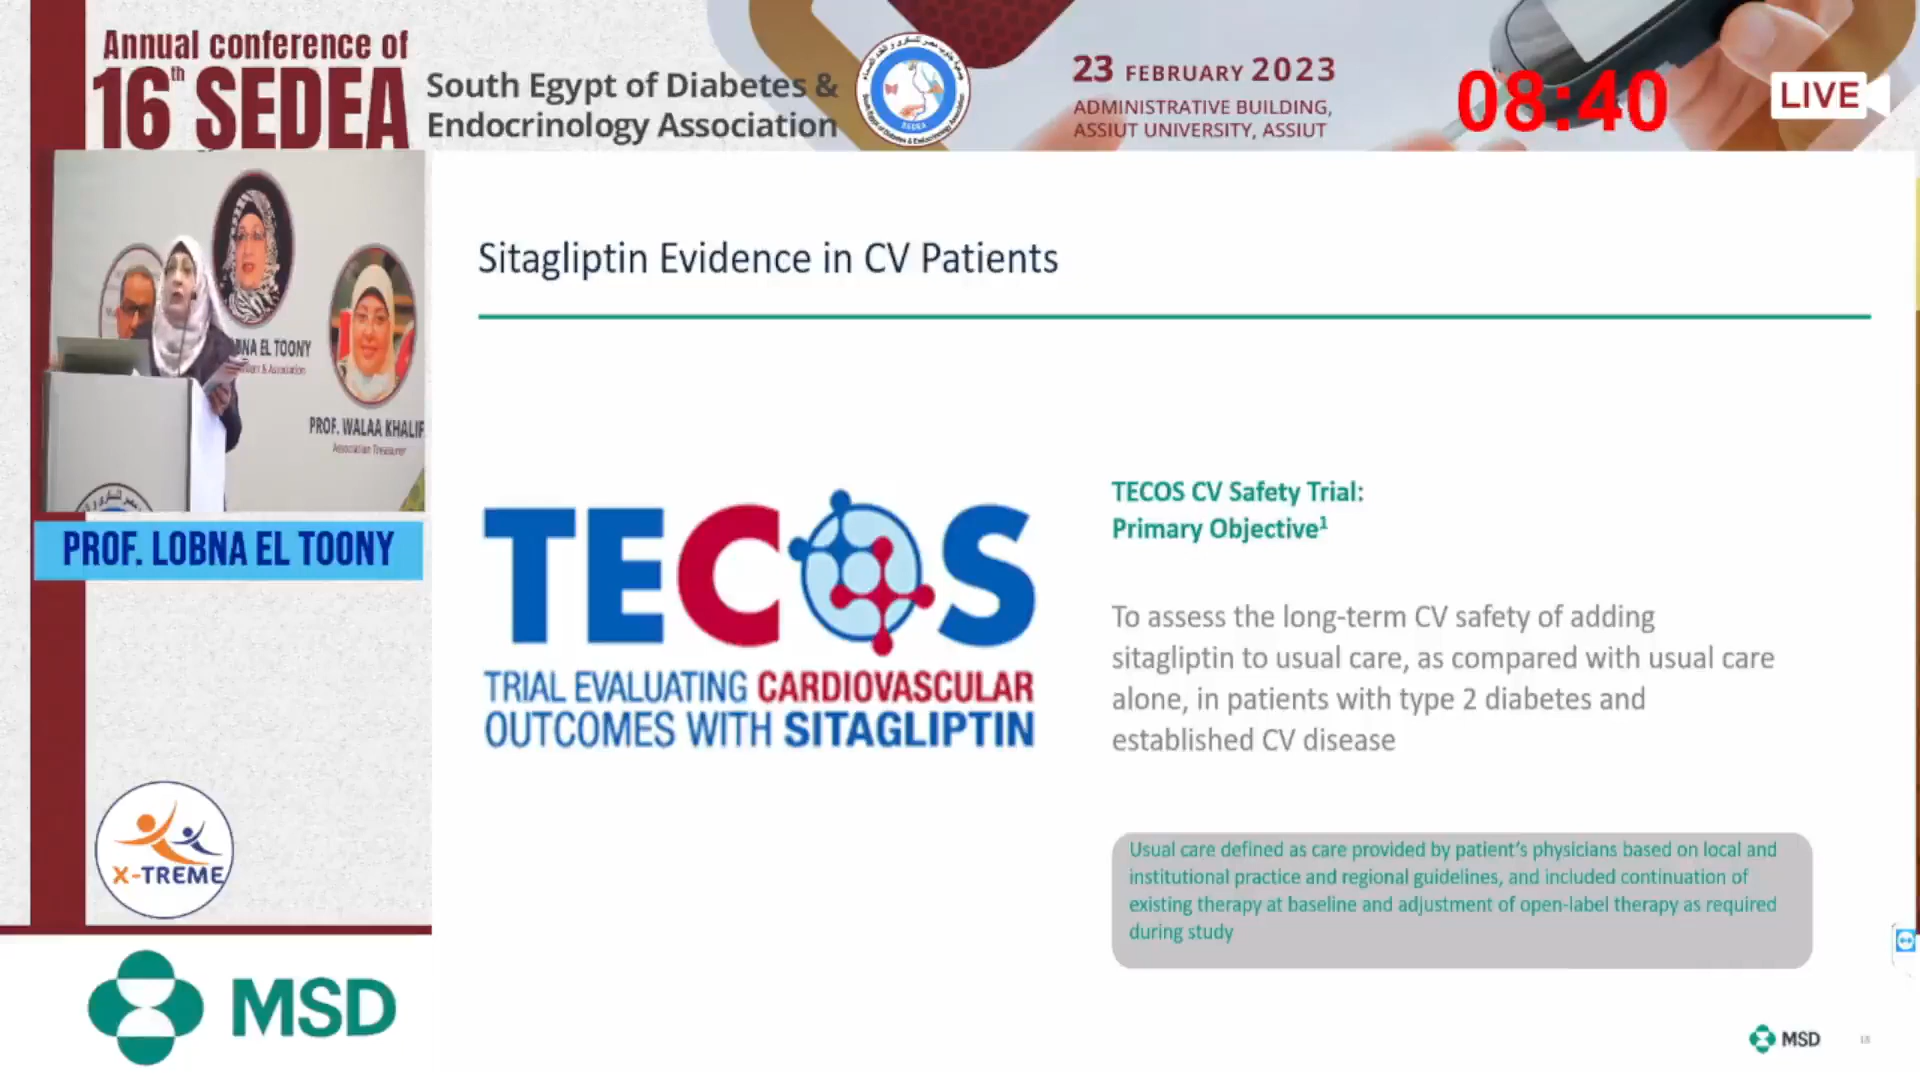 Annual conference of
16th SEDEA
South Egypt of Diabetes &
Endocrinology Association
SEDEA
23 FEBRUARY 2023
ADMINISTRATIVE BUILDING,
ASSIUT UNIVERSITY, ASSIUT
08:40
LIVE
EL TOONY
PROF. WALAA KHALIF
Association Treasurer
PROF. LOBNA EL TOONY
X-TREME
MSD
Sitagliptin Evidence in CV Patients
TECOS
TRIAL EVALUATING CARDIOVASCULAR
OUTCOMES WITH SITAGLIPTIN
TECOS CV Safety Trial:
Primary Objective¹
To assess the long-term CV safety of adding
sitagliptin to usual care, as compared with usual care
alone, in patients with type 2 diabetes and
established CV disease
Usual care defined as care provided by patient's physicians based on local and
institutional practice and regional guidelines, and included continuation of
existing therapy at baseline and adjustment of open-label therapy as required
during study
MSD
18